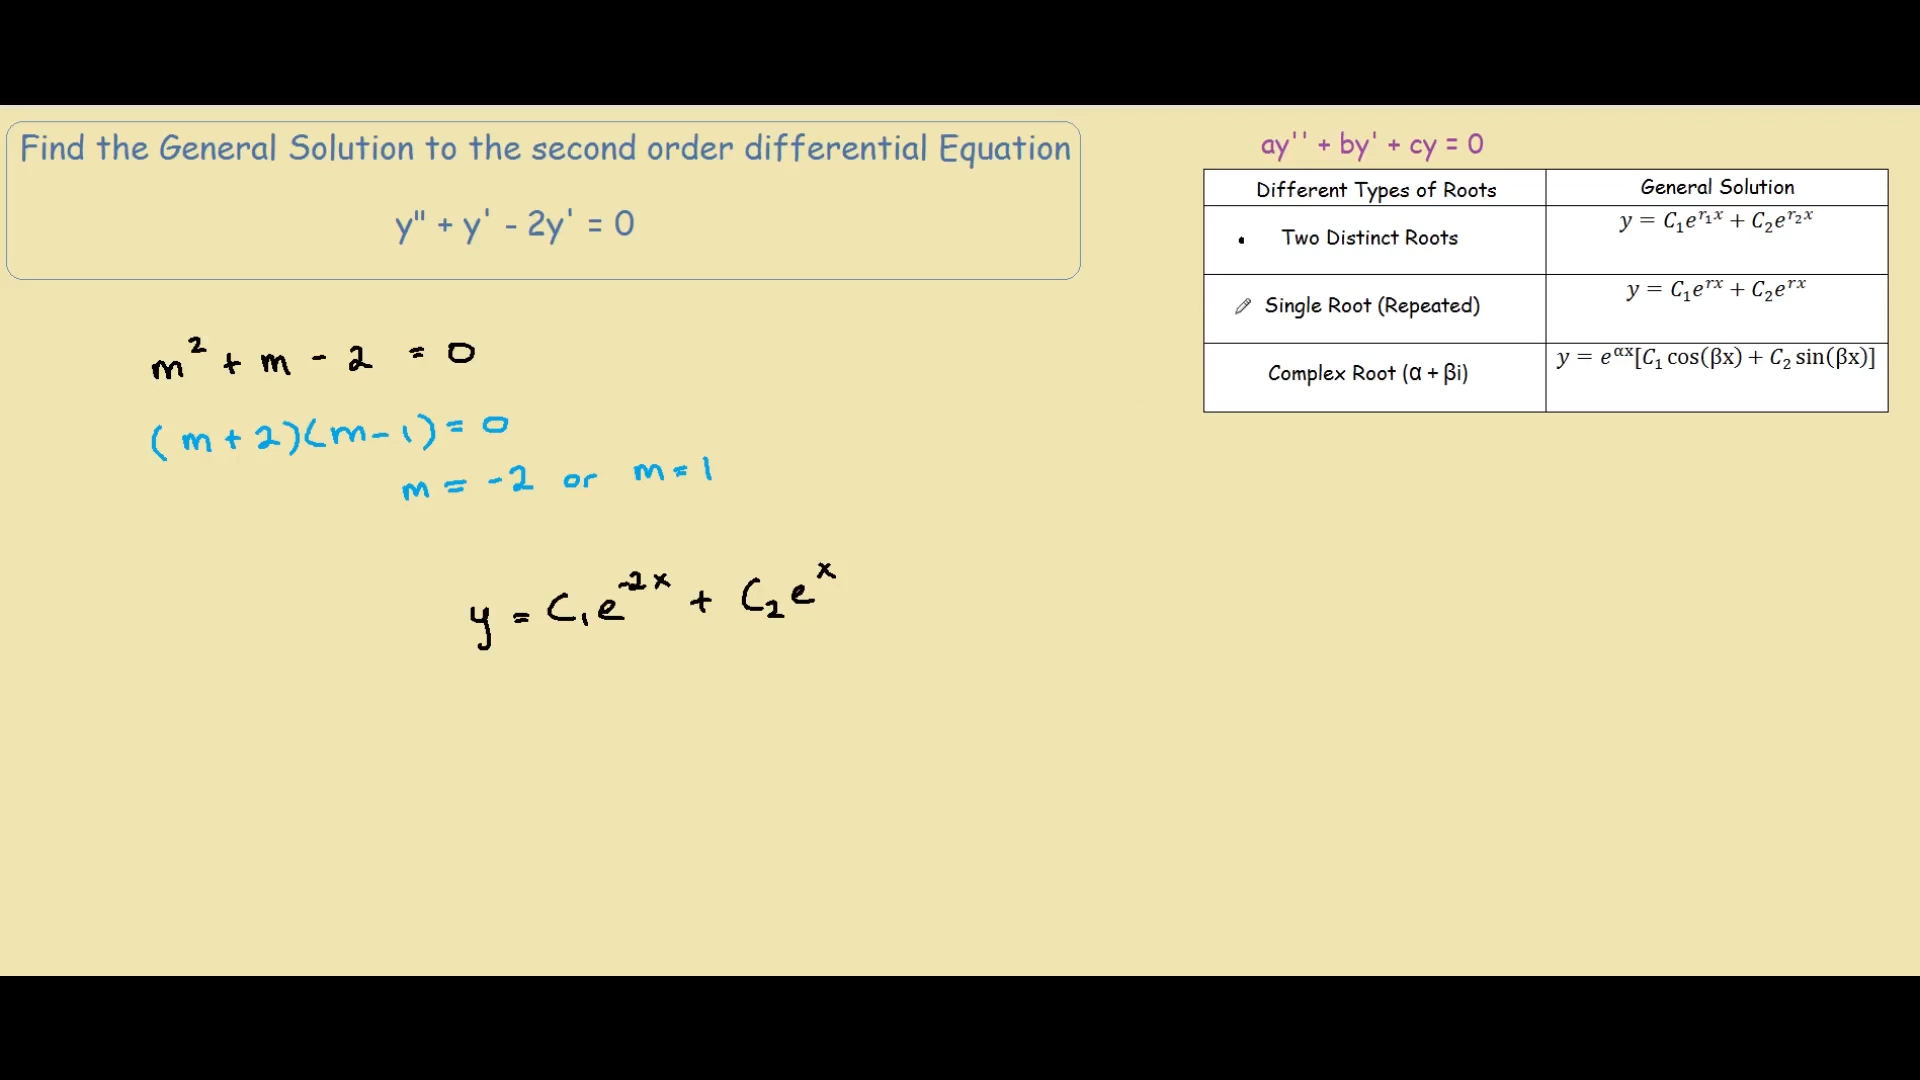 Find the General Solution to the second order differential Equation
y'' + y' - 2y' = 0
m² + m - 2 = 0
(m + 2)(m - 1) = 0
m = -2 or m = 1
y = C₁e^-2x + C₂e^x
ay'' + by' + cy = 0
Different Types of Roots General Solution
• Two Distinct Roots y = C₁e^r₁x + C₂e^r₂x
Single Root (Repeated) y = C₁e^rx + C₂e^rx
Complex Root (α + βi) y = e^αx[C₁ cos(βx) + C₂ sin(βx)]